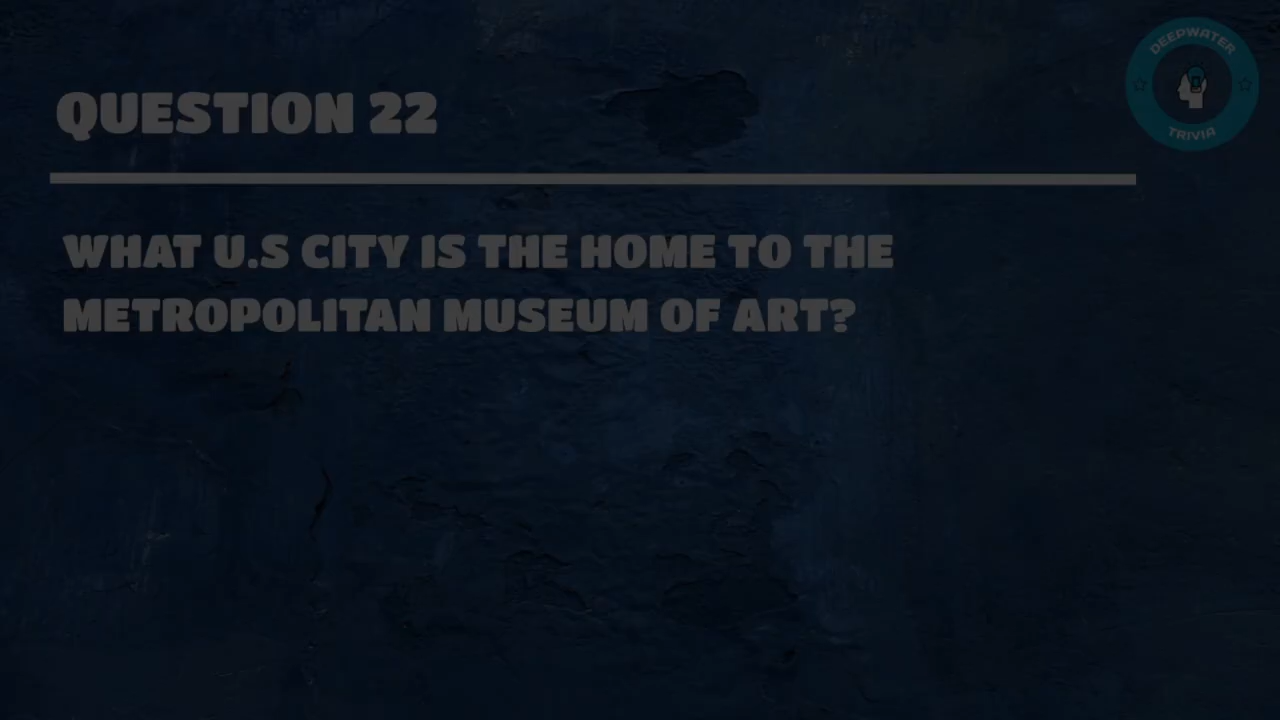 DEEPWATER
TRIVIA
QUESTION 22
WHAT U.S CITY IS THE HOME TO THE
METROPOLITAN MUSEUM OF ART?